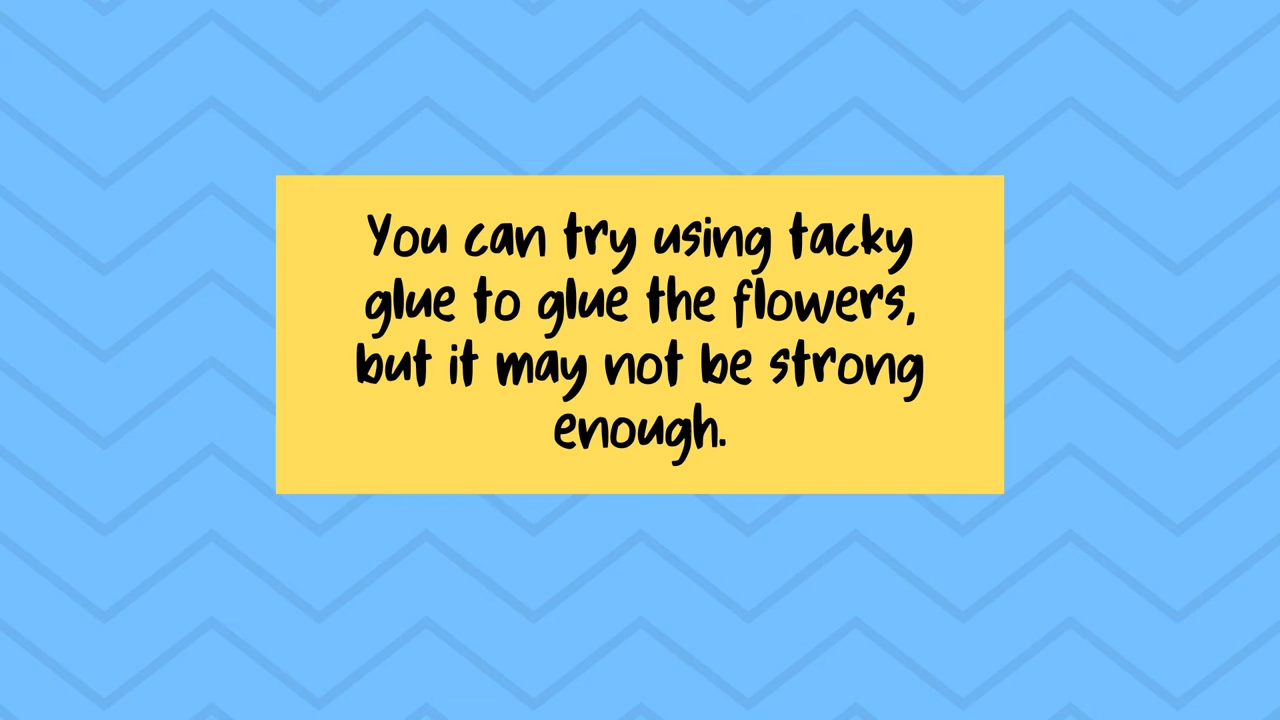 You can try using tacky
glue to glue the flowers,
but it may not be strong
enough.